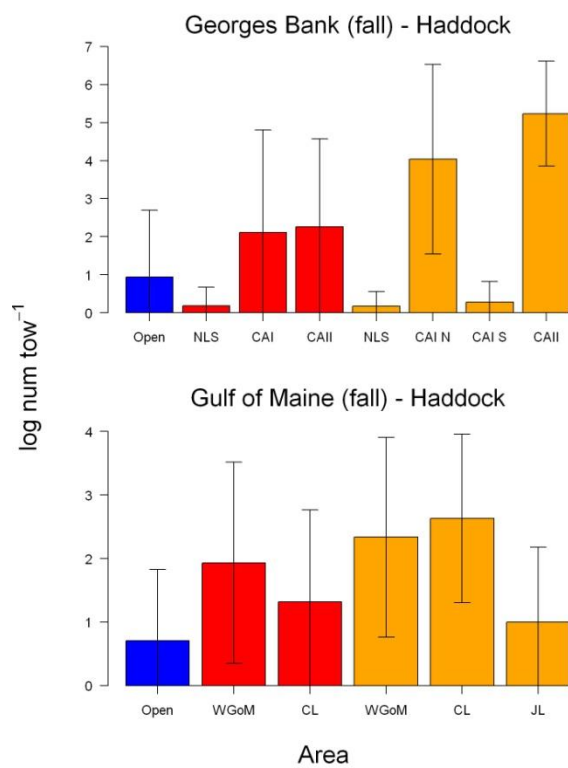 Georges Bank (fall) - Haddock
7
6
5
4
3
2
1
0
Open NLS CAI CAII NLS CAI N CAI S CAII
log num tow⁻¹
Gulf of Maine (fall) - Haddock
4
3
2
1
0
Open WGoM CL WGoM CL JL
Area